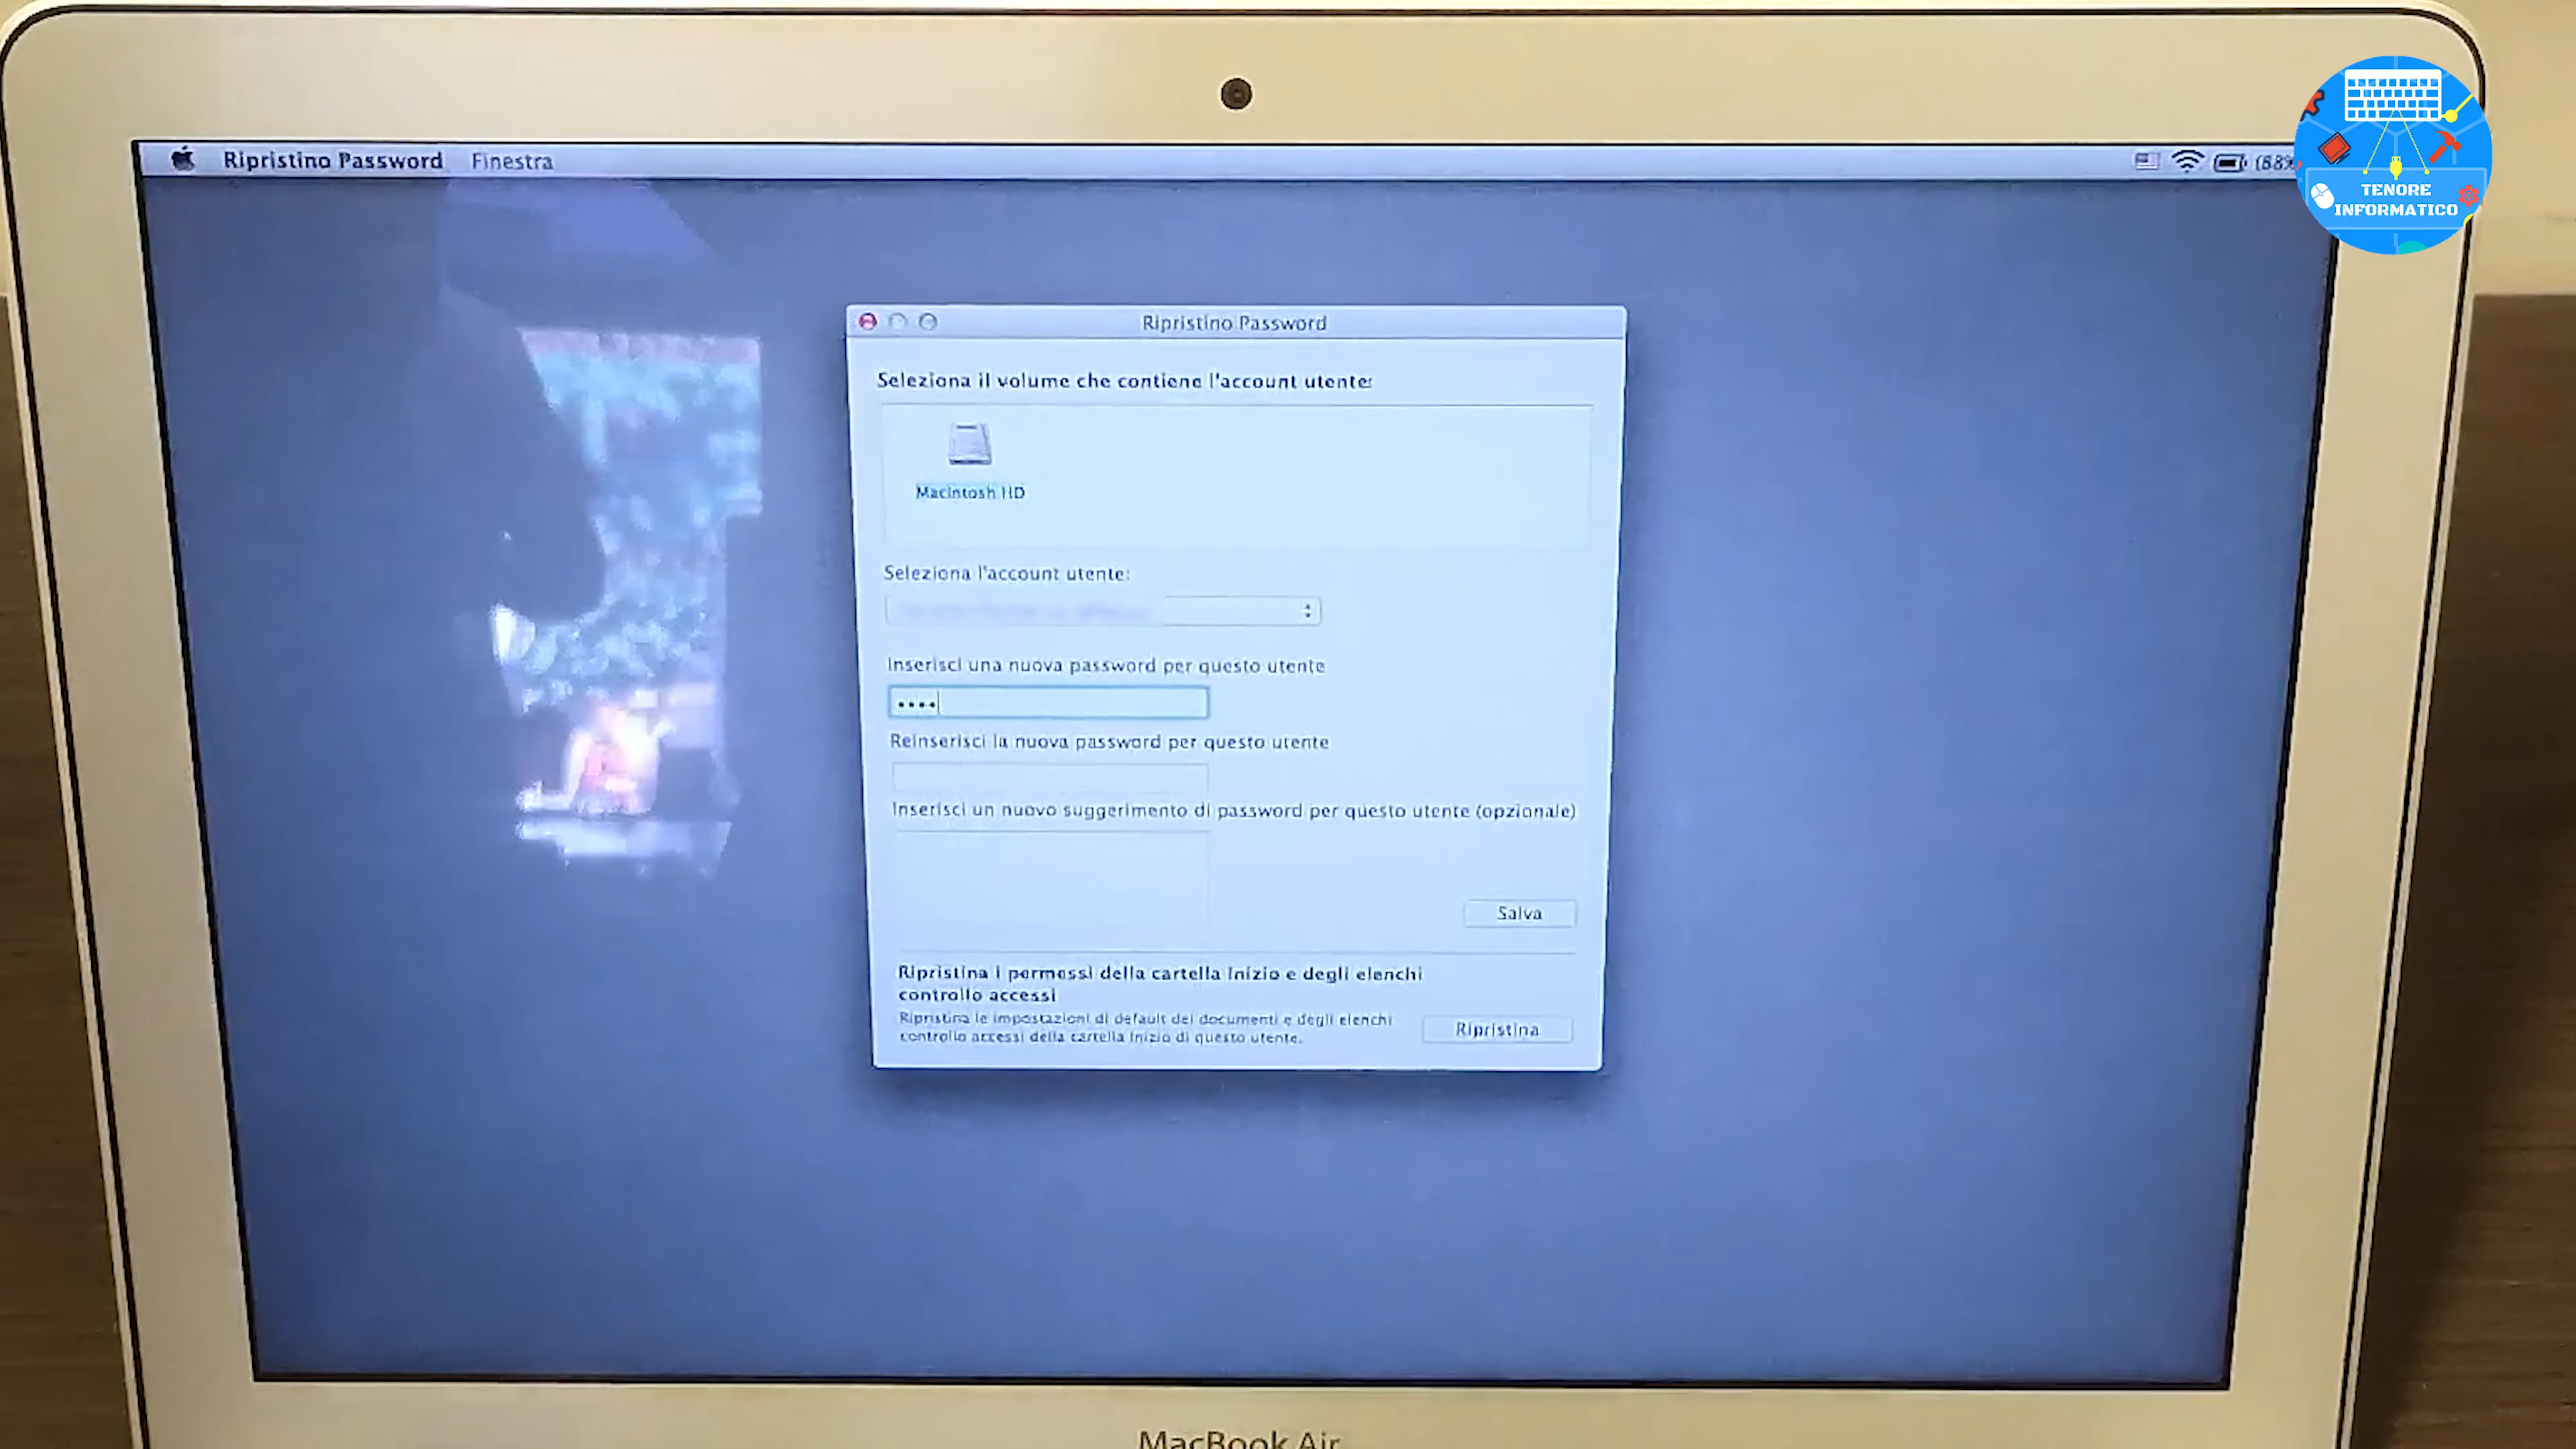 Ripristino Password Finestra
(88%
TENORE
INFORMATICO
Ripristino Password
Seleziona il volume che contiene l'account utente:
Macintosh HD
Seleziona l'account utente:
Inserisci una nuova password per questo utente
••••
Reinserisci la nuova password per questo utente
Inserisci un nuovo suggerimento di password per questo utente (opzionale)
Salva
Ripristina i permessi della cartella Inizio e degli elenchi
controllo accessi
Ripristina le impostazioni di default dei documenti e degli elenchi
controllo accessi della cartella Inizio di questo utente.
Ripristina
MacBook Air